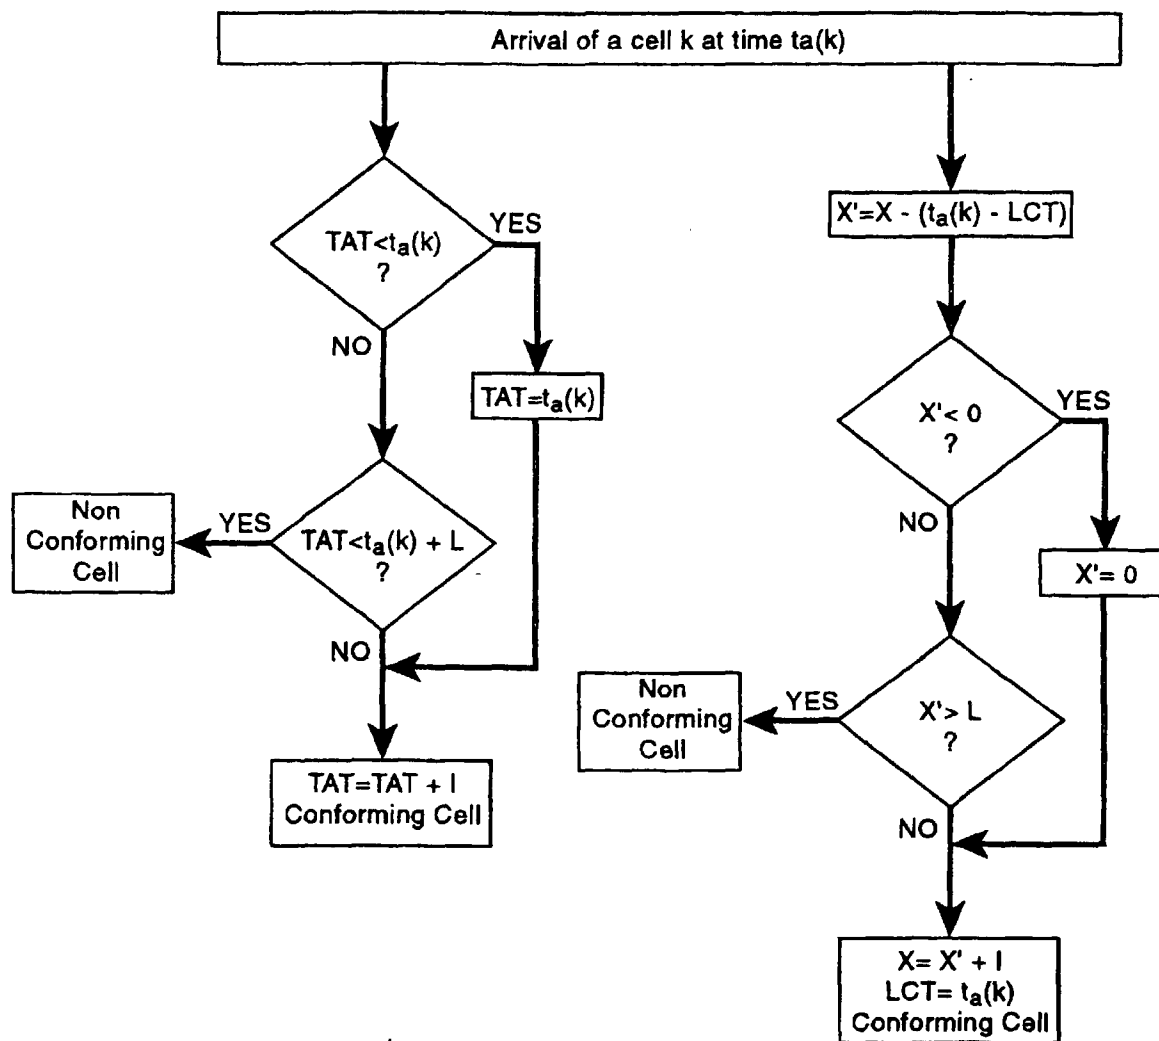 Arrival of a cell k at time ta(k)
TAT<ta(k)
?
YES
NO
TAT=ta(k)
TAT<ta(k) + L
?
YES
Non
Conforming
Cell
NO
TAT=TAT + I
Conforming Cell
X'=X - (ta(k) - LCT)
X'< 0
?
YES
NO
X'= 0
X'> L
?
YES
Non
Conforming
Cell
NO
X= X' + I
LCT= ta(k)
Conforming Cell